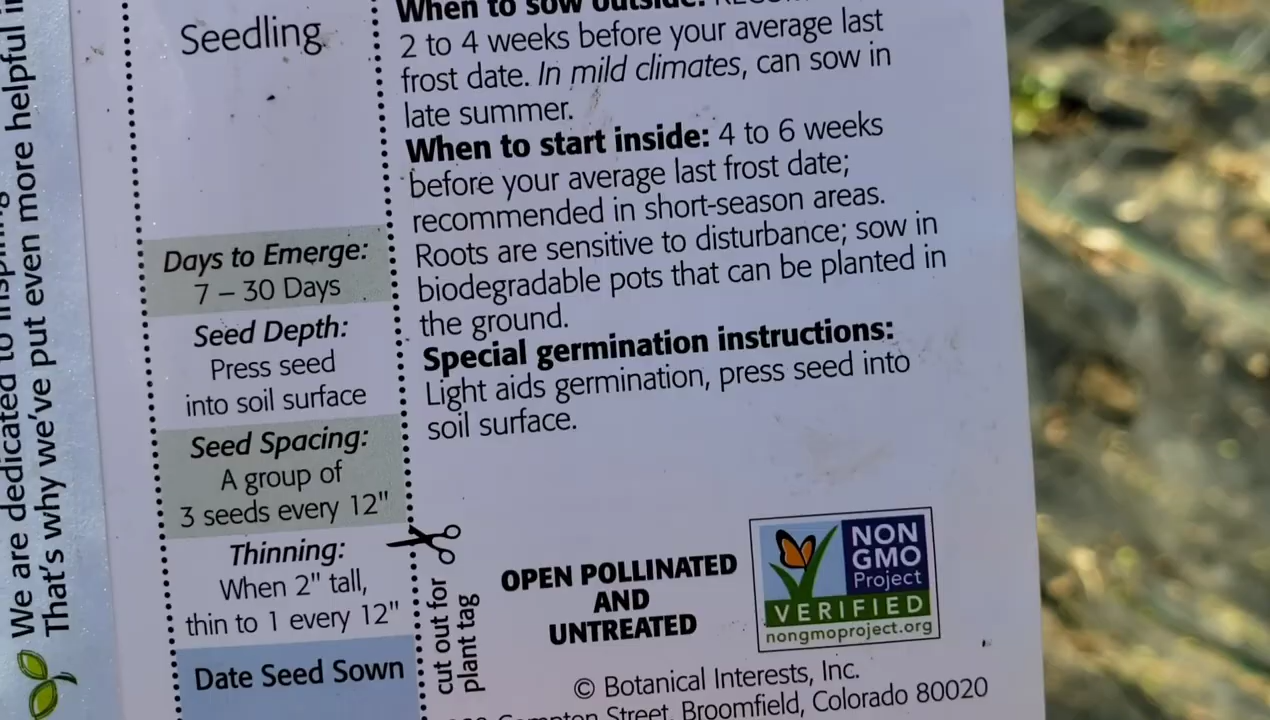 We are dedicated to
That's why we've put even more helpful
Seedling
Days to Emerge:
7 – 30 Days
Seed Depth:
Press seed
into soil surface
Seed Spacing:
A group of
3 seeds every 12"
Thinning:
When 2" tall,
thin to 1 every 12"
Date Seed Sown
cut out for
plant tag
When to sow outside:
2 to 4 weeks before your average last
frost date. In mild climates, can sow in
late summer.
When to start inside: 4 to 6 weeks
before your average last frost date;
recommended in short-season areas.
Roots are sensitive to disturbance; sow in
biodegradable pots that can be planted in
the ground.
Special germination instructions:
Light aids germination, press seed into
soil surface.
OPEN POLLINATED
AND
UNTREATED
NON
GMO
Project
VERIFIED
nongmoproject.org
© Botanical Interests, Inc.
Street, Broomfield, Colorado 80020